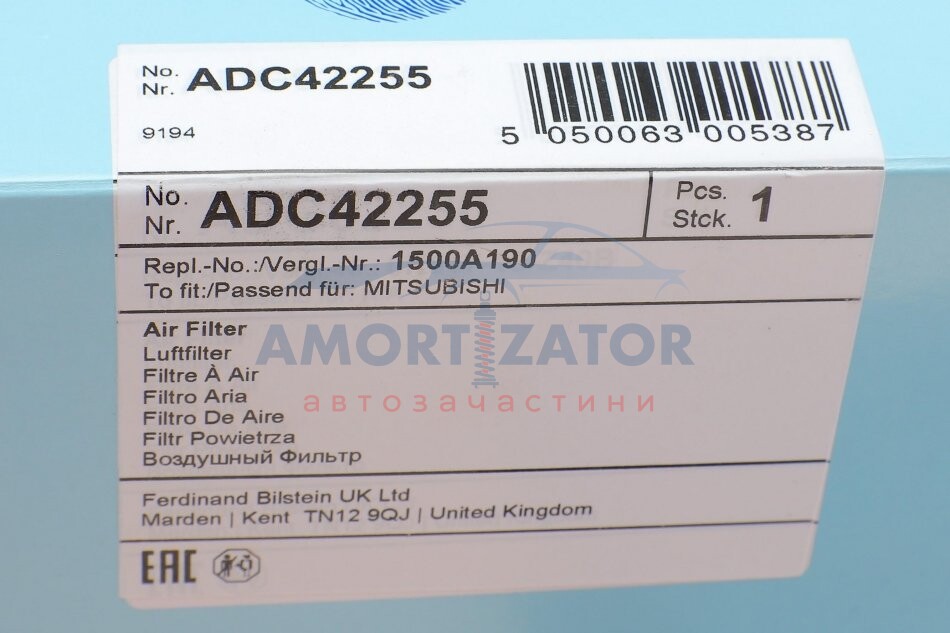 No.
Nr. ADC42255
9194
5 050063 005387
No.
Nr. ADC42255
Pcs.
Stck. 1
Repl.-No.:/Vergl.-Nr.: 1500A190
To fit:/Passend für: MITSUBISHI
AMORTIZATOR
автозачастини
Air Filter
Luftfilter
Filtre À Air
Filtro Aria
Filtro De Aire
Filtr Powietrza
Воздушный Фильтр
Ferdinand Bilstein UK Ltd
Marden | Kent TN12 9QJ | United Kingdom
EAC